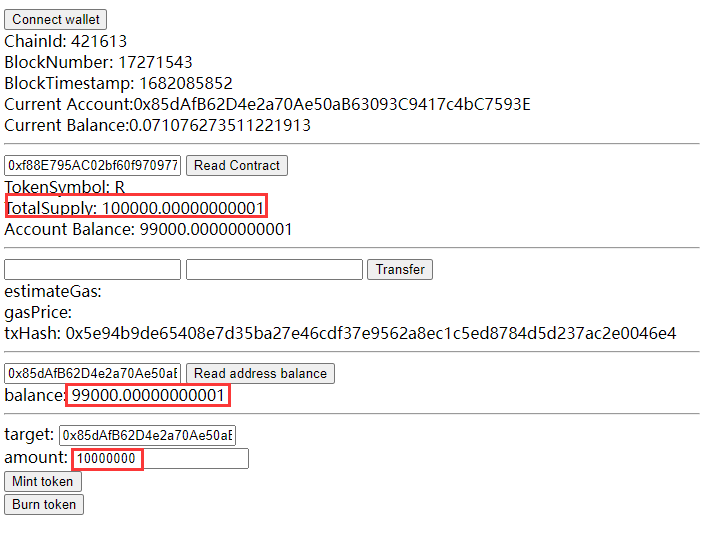 Connect wallet
ChainId: 421613
BlockNumber: 17271543
BlockTimestamp: 1682085852
Current Account:0x85dAfB62D4e2a70Ae50aB63093C9417c4bC7593E
Current Balance:0.071076273511221913
0xf88E795AC02bf60f970977 Read Contract
TokenSymbol: R
TotalSupply: 100000.00000000001
Account Balance: 99000.00000000001
Transfer
estimateGas:
gasPrice:
txHash: 0x5e94b9de65408e7d35ba27e46cdf37e9562a8ec1c5ed8784d5d237ac2e0046e4
0x85dAfB62D4e2a70Ae50aB Read address balance
balance: 99000.00000000001
target: 0x85dAfB62D4e2a70Ae50aB
amount: 10000000
Mint token
Burn token